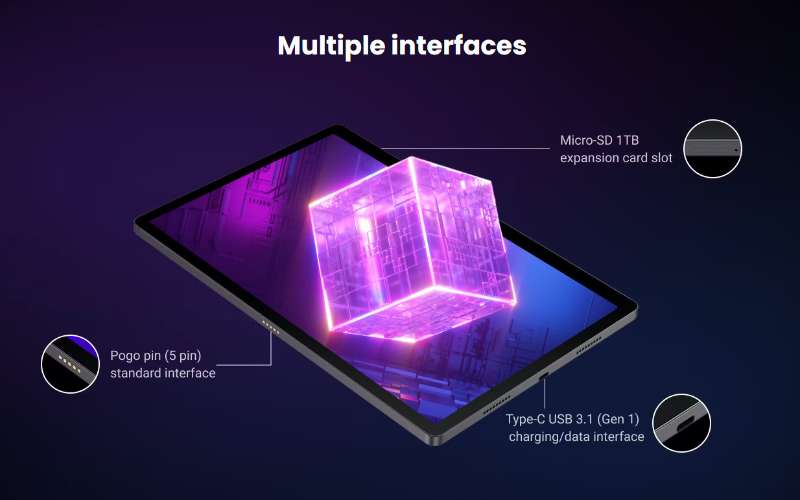 Multiple interfaces
Micro-SD 1TB
expansion card slot
Pogo pin (5 pin)
standard interface
Type-C USB 3.1 (Gen 1)
charging/data interface